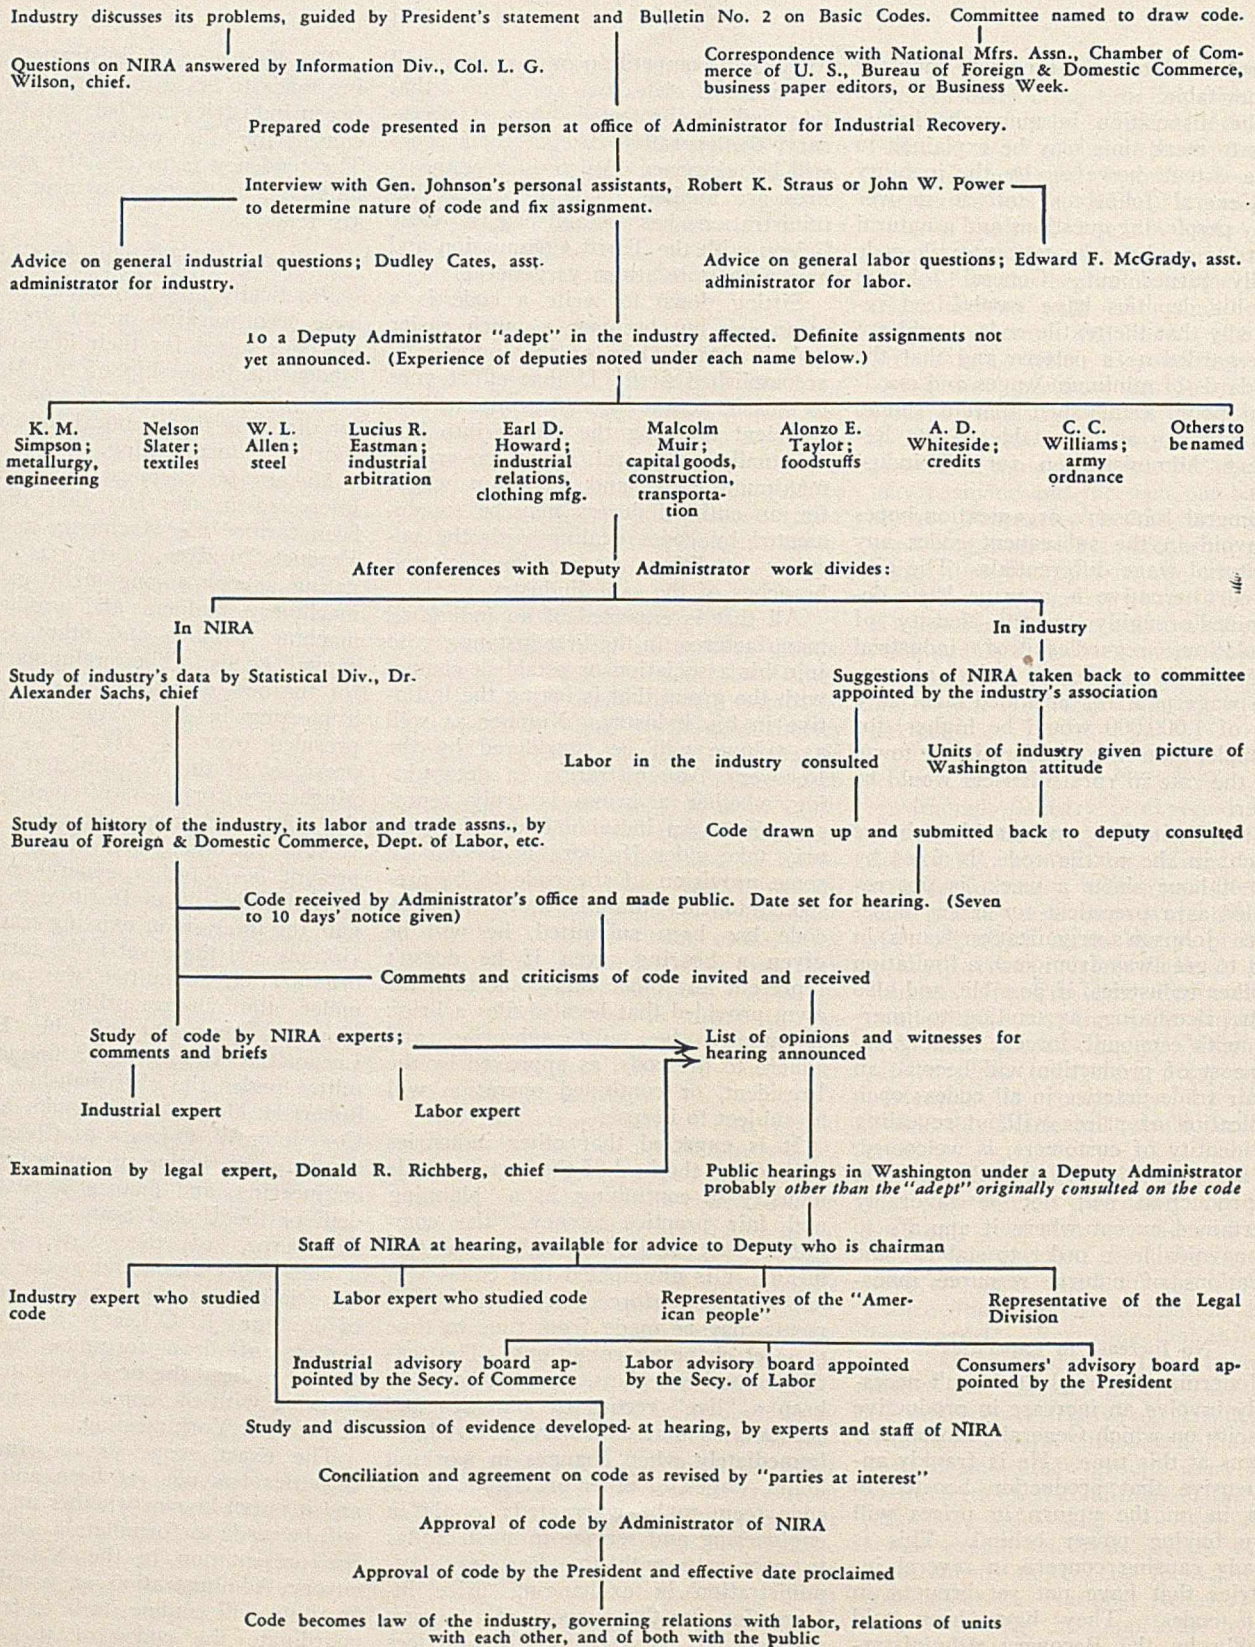 Industry discusses its problems, guided by President's statement and Bulletin No. 2 on Basic Codes. Committee named to draw code.
Questions on NIRA answered by Information Div., Col. L. G.
Wilson, chief.
Correspondence with National Mfrs. Assn., Chamber of Com-
merce of U. S., Bureau of Foreign & Domestic Commerce,
business paper editors, or Business Week.
Prepared code presented in person at office of Administrator for Industrial Recovery.
Interview with Gen. Johnson's personal assistants, Robert K. Straus or John W. Power
to determine nature of code and fix assignment.
Advice on general industrial questions; Dudley Cates, asst.
administrator for industry.
Advice on general labor questions; Edward F. McGrady, asst.
administrator for labor.
To a Deputy Administrator "adept" in the industry affected. Definite assignments not
yet announced. (Experience of deputies noted under each name below.)
K. M.
Simpson;
metallurgy,
engineering
Nelson
Slater;
textiles
W. L.
Allen;
steel
Lucius R.
Eastman;
industrial
arbitration
Earl D.
Howard;
industrial
relations,
clothing mfg.
Malcolm
Muir;
capital goods,
construction,
transporta-
tion
Alonzo E.
Taylor;
foodstuffs
A. D.
Whiteside;
credits
C. C.
Williams;
army
ordnance
Others to
be named
After conferences with Deputy Administrator work divides:
In NIRA
In industry
Study of industry's data by Statistical Div., Dr.
Alexander Sachs, chief
Suggestions of NIRA taken back to committee
appointed by the industry's association
Labor in the industry consulted
Units of industry given picture of
Washington attitude
Study of history of the industry, its labor and trade assns., by
Bureau of Foreign & Domestic Commerce, Dept. of Labor, etc.
Code drawn up and submitted back to deputy consulted
Code received by Administrator's office and made public. Date set for hearing. (Seven
to 10 days' notice given)
Comments and criticisms of code invited and received
Study of code by NIRA experts;
comments and briefs
List of opinions and witnesses for
hearing announced
Industrial expert
Labor expert
Examination by legal expert, Donald R. Richberg, chief
Public hearings in Washington under a Deputy Administrator
probably other than the "adept" originally consulted on the code
Staff of NIRA at hearing, available for advice to Deputy who is chairman
Industry expert who studied
code
Labor expert who studied code
Representatives of the "Amer-
ican people"
Representative of the Legal
Division
Industrial advisory board ap-
pointed by the Secy. of Commerce
Labor advisory board appointed
by the Secy. of Labor
Consumers' advisory board ap-
pointed by the President
Study and discussion of evidence developed at hearing, by experts and staff of NIRA
Conciliation and agreement on code as revised by "parties at interest"
Approval of code by Administrator of NIRA
Approval of code by the President and effective date proclaimed
Code becomes law of the industry, governing relations with labor, relations of units
with each other, and of both with the public